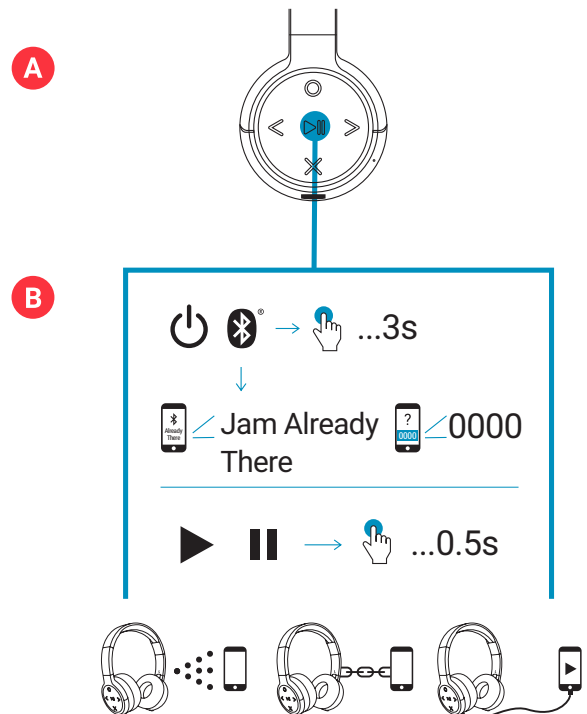 A
B
® ...3s
Already
There
Jam Already
There
?
0000
0000
...0.5s